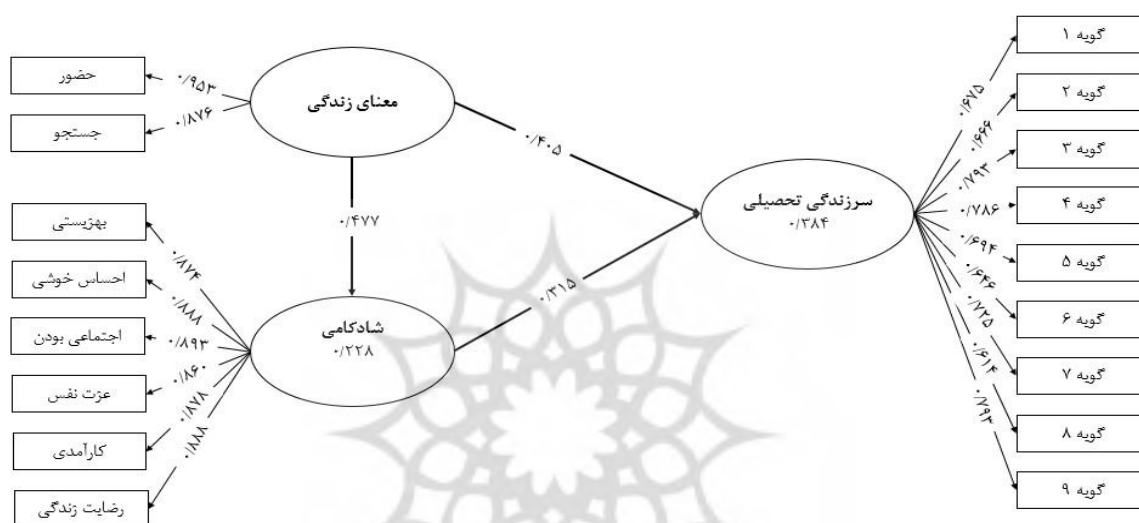 گویه ۱
حضور
۰/۹۵۳
معنای زندگی
۰/۶۷۵
گویه ۲
جستجو
۰/۸۷۶
۰/۴۰۵
۰/۶۶۶
گویه ۳
۰/۷۹۳
سرزندگی تحصیلی
۰/۳۸۴
گویه ۴
۰/۷۸۶
بهزیستی
۰/۸۷۴
۰/۴۷۷
گویه ۵
۰/۶۹۴
احساس خوشی
۰/۸۸۸
۰/۳۱۵
گویه ۶
۰/۶۴۶
اجتماعی بودن
۰/۸۹۳
شادکامی
۰/۲۲۸
گویه ۷
۰/۷۲۵
عزت نفس
۰/۸۶۰
گویه ۸
۰/۶۱۴
کارآمدی
۰/۸۷۸
گویه ۹
۰/۷۹۳
رضایت زندگی
۰/۸۸۸